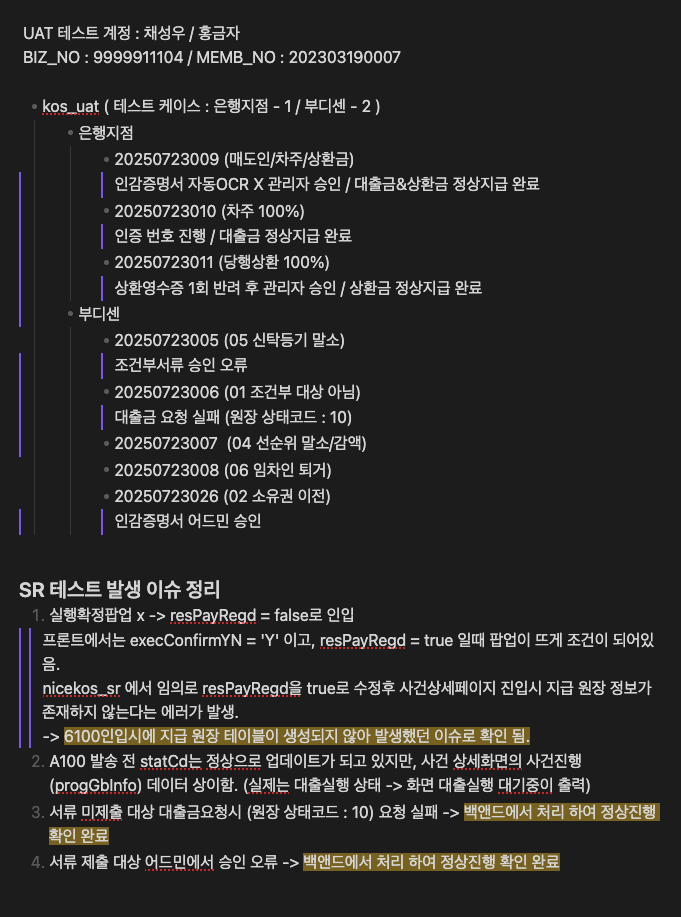 UAT 테스트 계정 : 채성우 / 홍금자
BIZ_NO : 9999911104 / MEMB_NO : 202303190007
kos_uat ( 테스트 케이스 : 은행지점 - 1 / 부디센 - 2 )
은행지점
20250723009 (매도인/차주/상환금)
인감증명서 자동OCR X 관리자 승인 / 대출금&상환금 정상지급 완료
20250723010 (차주 100%)
인증 번호 진행 / 대출금 정상지급 완료
20250723011 (당행상환 100%)
상환영수증 1회 반려 후 관리자 승인 / 상환금 정상지급 완료
부디센
20250723005 (05 신탁등기 말소)
조건부서류 승인 오류
20250723006 (01 조건부 대상 아님)
대출금 요청 실패 (원장 상태코드 : 10)
20250723007 (04 선순위 말소/감액)
20250723008 (06 임차인 퇴거)
20250723026 (02 소유권 이전)
인감증명서 어드민 승인
SR 테스트 발생 이슈 정리
1. 실행확정팝업 x -> resPayRegd = false로 인입
프론트에서는 execConfirmYN = 'Y' 이고, resPayRegd = true 일때 팝업이 뜨게 조건이 되어있
음.
nicekos_sr 에서 임의로 resPayRegd을 true로 수정후 사건상세페이지 진입시 지급 원장 정보가
존재하지 않는다는 에러가 발생.
-> 6100인입시에 지급 원장 테이블이 생성되지 않아 발생했던 이슈로 확인 됨.
2. A100 발송 전 statCd는 정상으로 업데이트가 되고 있지만, 사건 상세화면의 사건진행
(progGbInfo) 데이터 상이함. (실제는 대출실행 상태 -> 화면 대출실행 대기중이 출력)
3. 서류 미제출 대상 대출금요청시 (원장 상태코드 : 10) 요청 실패 -> 백앤드에서 처리 하여 정상진행
확인 완료
4. 서류 제출 대상 어드민에서 승인 오류 -> 백앤드에서 처리 하여 정상진행 확인 완료